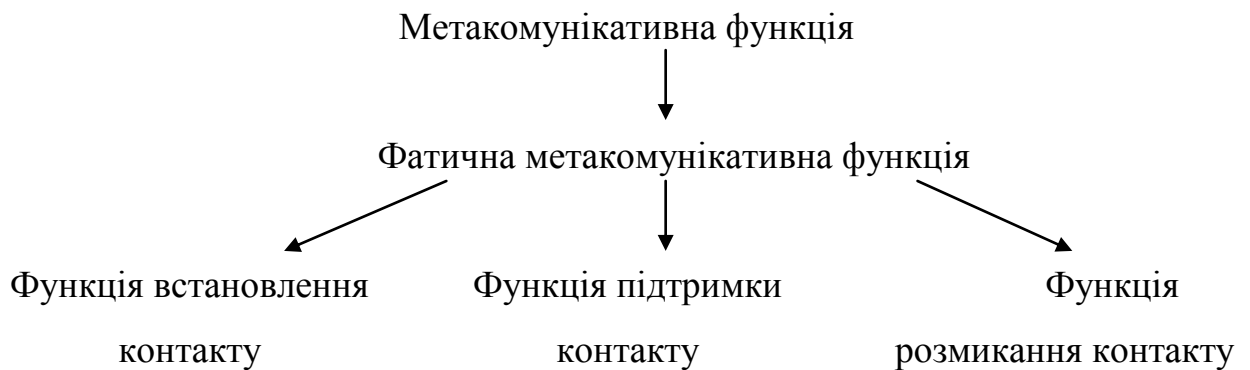 Метакомунікативна функція
Фатична метакомунікативна функція
Функція встановлення
контакту
Функція підтримки
контакту
Функція
розмикання контакту